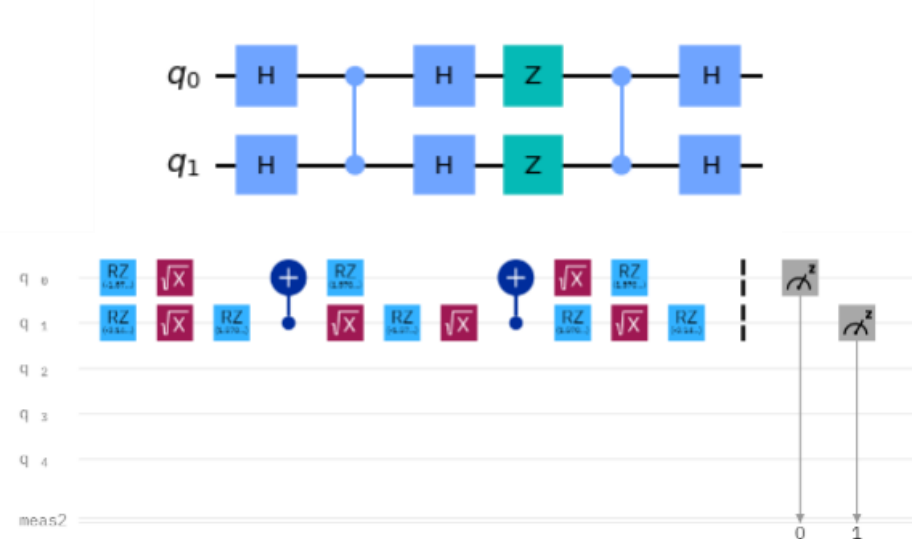 q0 H H Z H
q1 H H Z H
q 0 RZ √X + RZ + √X RZ z
q 1 RZ √X RZ √X RZ √X RZ √X RZ z
q 2
q 3
q 4
meas2
0 1